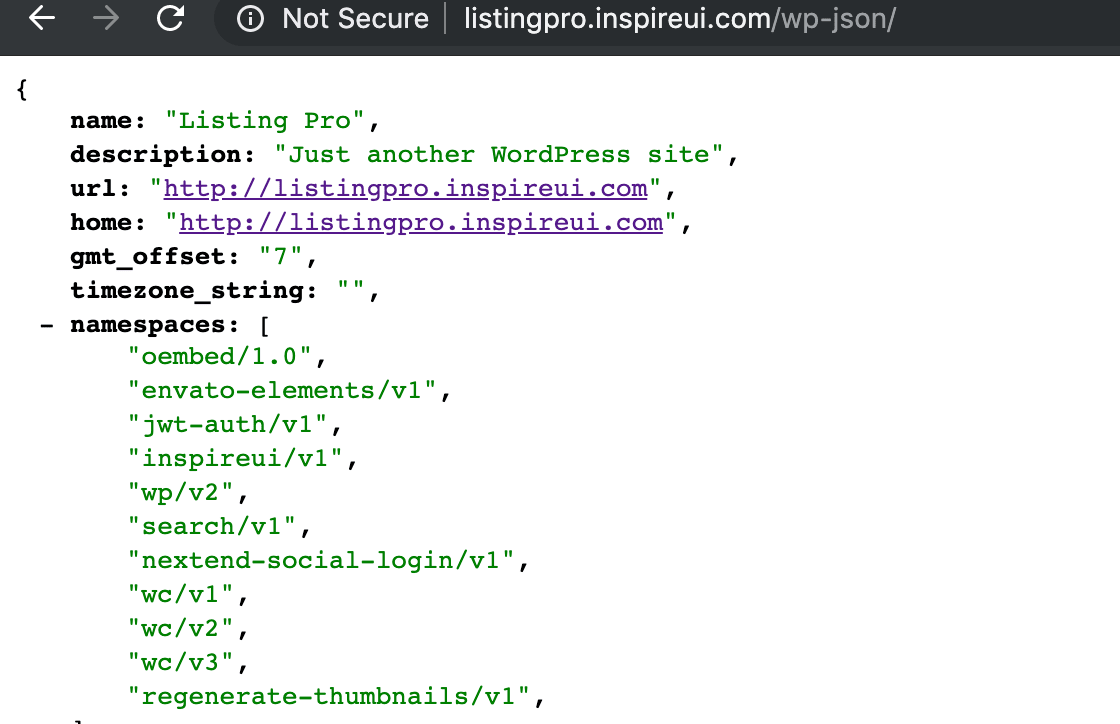 Not Secure | listingpro.inspireui.com/wp-json/
{
name: "Listing Pro",
description: "Just another WordPress site",
url: "http://listingpro.inspireui.com",
home: "http://listingpro.inspireui.com",
gmt_offset: "7",
timezone_string: "",
- namespaces: [
"oembed/1.0",
"envato-elements/v1",
"jwt-auth/v1",
"inspireui/v1",
"wp/v2",
"search/v1",
"nextend-social-login/v1",
"wc/v1",
"wc/v2",
"wc/v3",
"regenerate-thumbnails/v1",